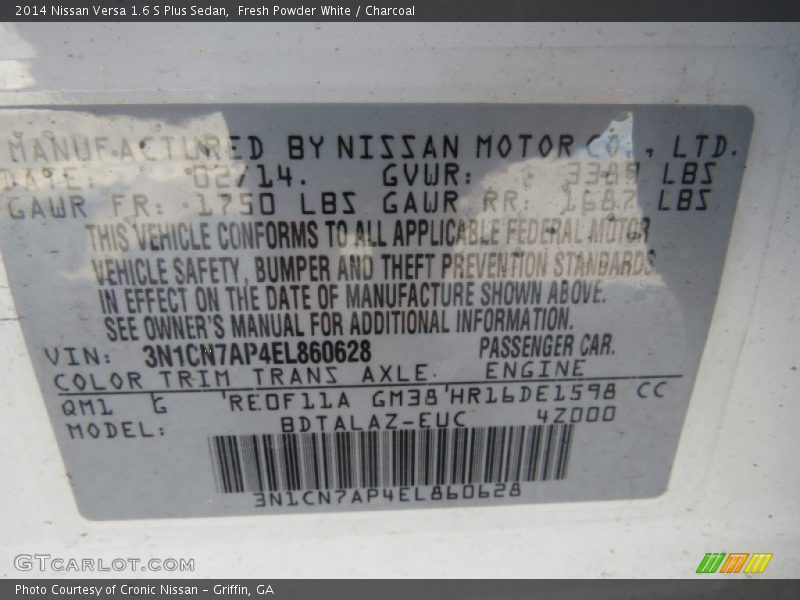 2014 Nissan Versa 1.6 S Plus Sedan, Fresh Powder White / Charcoal
MANUFACTURED BY NISSAN MOTOR CO., LTD.
DATE: 02/14. GVWR: 3389 LBS
GAWR FR: 1750 LBS GAWR RR: 1687 LBS
THIS VEHICLE CONFORMS TO ALL APPLICABLE FEDERAL MOTOR
VEHICLE SAFETY, BUMPER AND THEFT PREVENTION STANDARDS
IN EFFECT ON THE DATE OF MANUFACTURE SHOWN ABOVE.
SEE OWNER'S MANUAL FOR ADDITIONAL INFORMATION.
VIN: 3N1CN7AP4EL860628 PASSENGER CAR.
COLOR TRIM TRANS AXLE ENGINE
QM1 G RE0F11A GM38 HR16DE1598 CC
MODEL: BDTALAZ-EUC 4Z000
3N1CN7AP4EL860628
GTCARLOT.COM
Photo Courtesy of Cronic Nissan - Griffin, GA